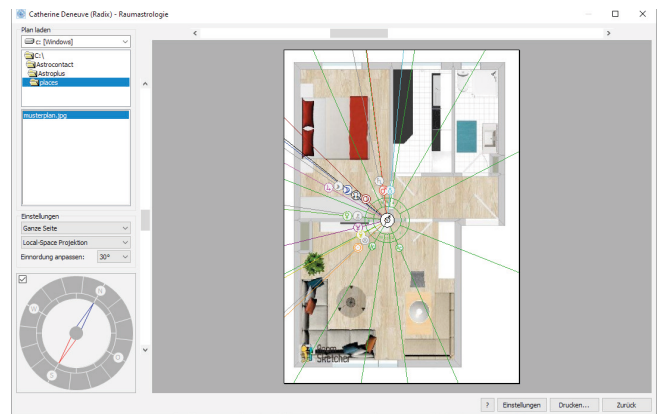 Catherine Deneuve (Radix) - Raumastrologie
Plan laden
c: [Windows]
C:\
Astrocontact
Astroplus
places
musterplan.jpg
Einstellungen
Ganze Seite
Local-Space Projektion
Einnordung anpassen: 30°
N
W
O
S
Room
Sketcher
? Einstellungen Drucken... Zurück